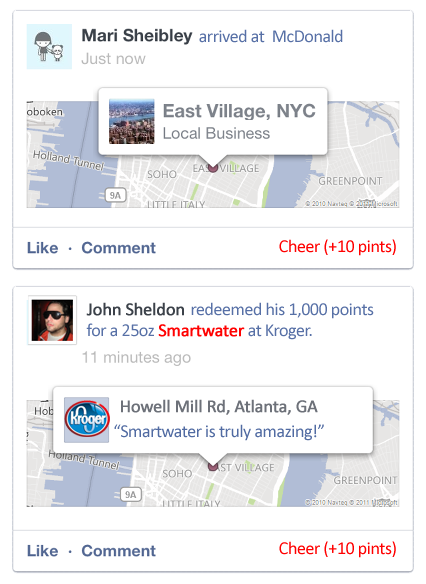 Mari Sheibley arrived at McDonald
Just now
East Village, NYC
Local Business
Hoboken
Holland Tunnel
SOHO
EAST VILLAGE
GREENPOINT
9A
LITTLE ITALY
© 2010 Navteq © 2010 Microsoft
Like · Comment
Cheer (+10 pints)
John Sheldon redeemed his 1,000 points
for a 25oz Smartwater at Kroger.
11 minutes ago
Howell Mill Rd, Atlanta, GA
Kroger
“Smartwater is truly amazing!”
Hob
Holland Tunnel
SOHO
ST VILLAGE
GREENPOINT
9A
LITTLE ITALY
© 2010 Navteq © 2011 Microsoft
Like · Comment
Cheer (+10 pints)